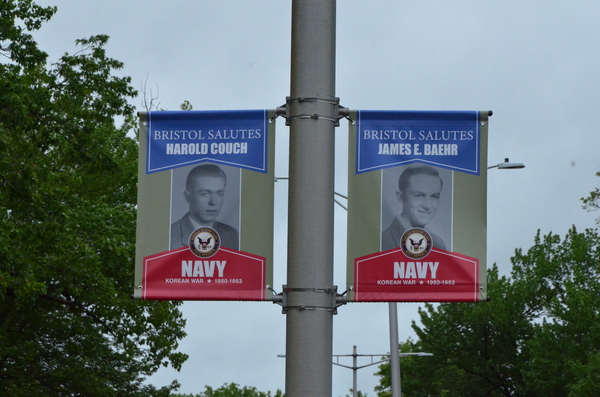 BRISTOL SALUTES
HAROLD COUCH
NAVY
KOREAN WAR ★ 1950-1953
BRISTOL SALUTES
JAMES E. BAEHR
NAVY
KOREAN WAR ★ 1950-1953